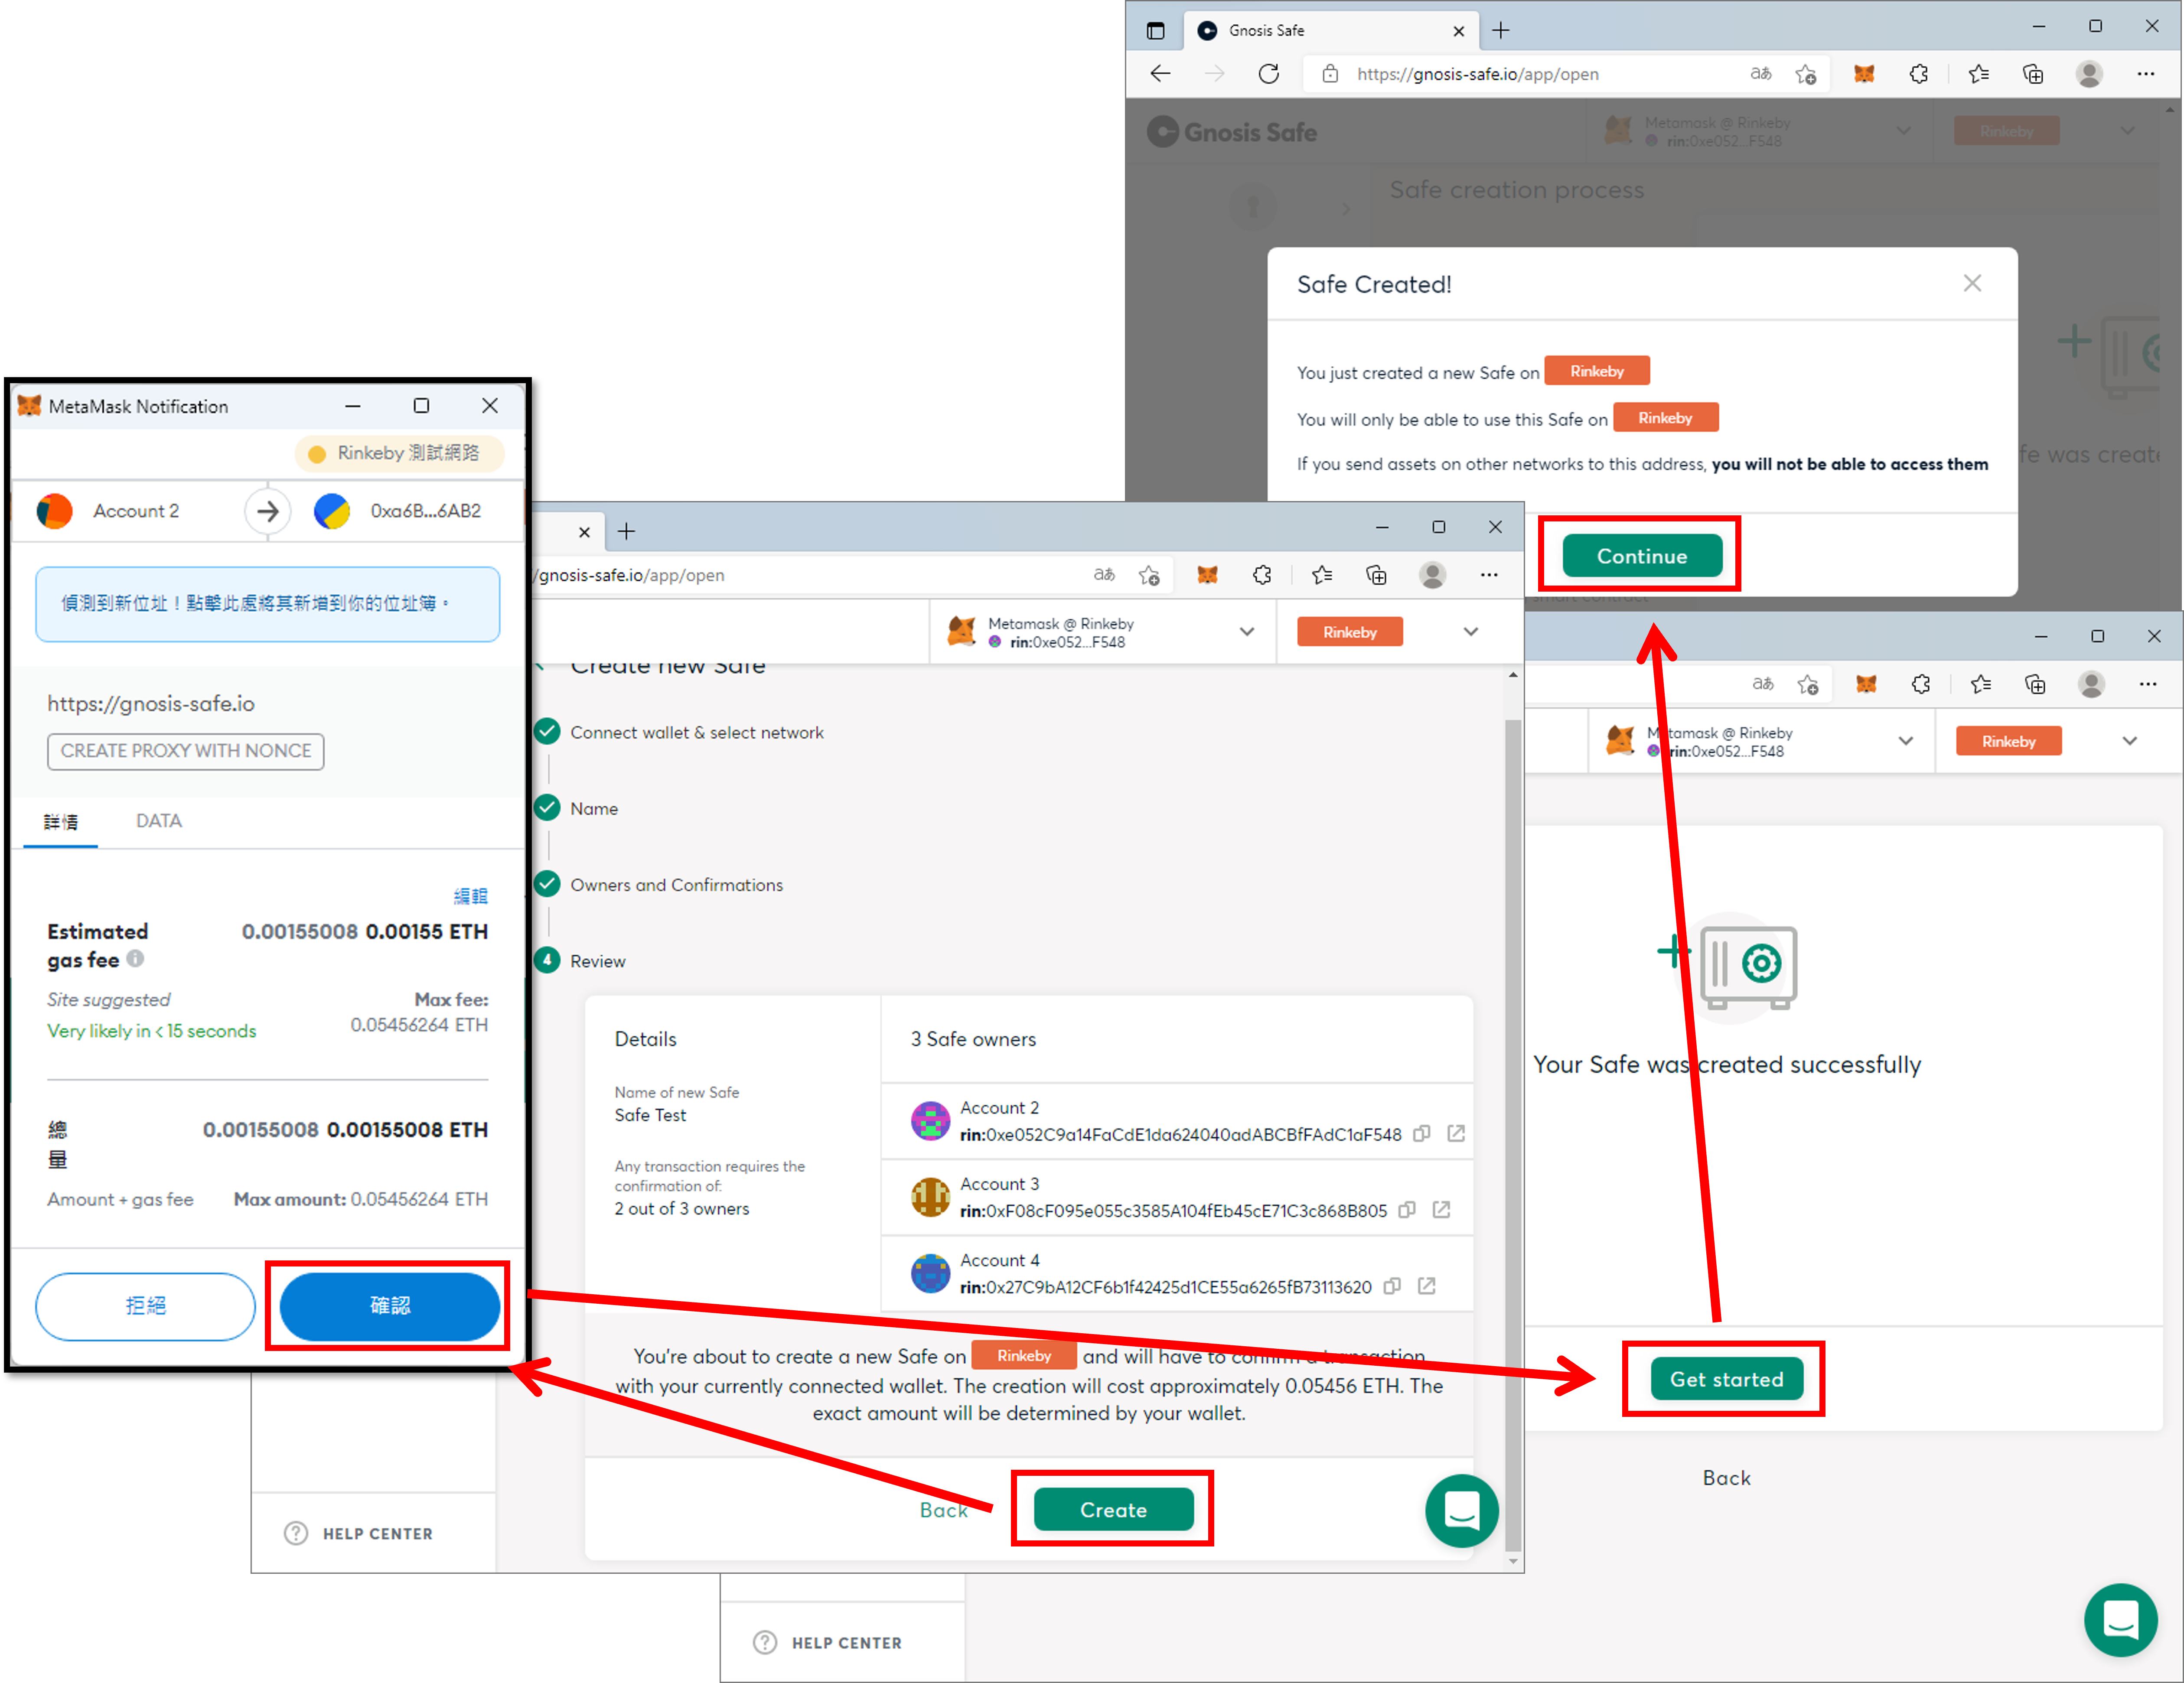 Gnosis Safe
https://gnosis-safe.io/app/open
aあ
Gnosis Safe
Metamask @ Rinkeby
rin:0xe052...F548
Rinkeby
Safe creation process
Safe Created!
You just created a new Safe on Rinkeby
You will only be able to use this Safe on Rinkeby
If you send assets on other networks to this address, you will not be able to access them
fe was create
Continue
smart contract
MetaMask Notification
Rinkeby 測試網路
Account 2
0xa6B...6AB2
偵測到新位址！點擊此處將其新增到你的位址簿。
https://gnosis-safe.io
CREATE PROXY WITH NONCE
詳情
DATA
編輯
Estimated gas fee
0.00155008 0.00155 ETH
Site suggested
Very likely in < 15 seconds
Max fee:
0.05456264 ETH
總量
0.00155008 0.00155008 ETH
Amount + gas fee
Max amount: 0.05456264 ETH
拒絕
確認
/gnosis-safe.io/app/open
aあ
Metamask @ Rinkeby
rin:0xe052...F548
Rinkeby
Create new Safe
Connect wallet & select network
Name
Owners and Confirmations
4
Review
Details
Name of new Safe
Safe Test
Any transaction requires the
confirmation of:
2 out of 3 owners
3 Safe owners
Account 2
rin:0xe052C9a14FaCdE1da624040adABCBfFAdC1aF548
Account 3
rin:0xF08cF095e055c3585A104fEb45cE71C3c868B805
Account 4
rin:0x27C9bA12CF6b1f42425d1CE55a6265fB73113620
You're about to create a new Safe on Rinkeby and will have to confirm a transaction
with your currently connected wallet. The creation will cost approximately 0.05456 ETH. The
exact amount will be determined by your wallet.
Back
Create
HELP CENTER
aあ
Metamask @ Rinkeby
rin:0xe052...F548
Rinkeby
Your Safe was created successfully
Get started
Back
HELP CENTER